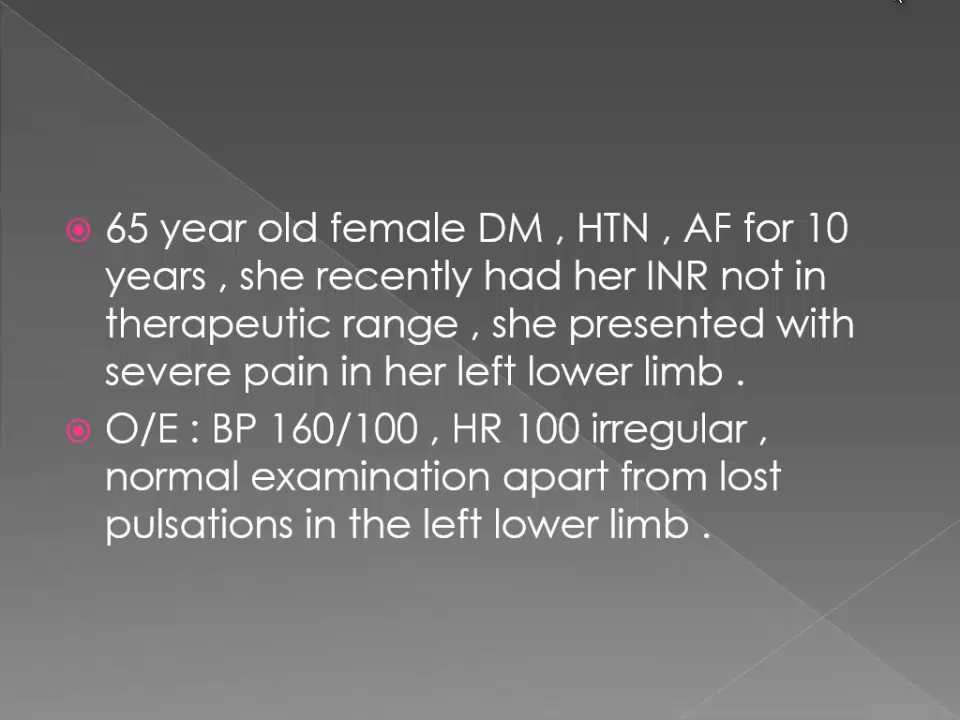 65 year old female DM , HTN , AF for 10
years , she recently had her INR not in
therapeutic range , she presented with
severe pain in her left lower limb .
O/E : BP 160/100 , HR 100 irregular ,
normal examination apart from lost
pulsations in the left lower limb .